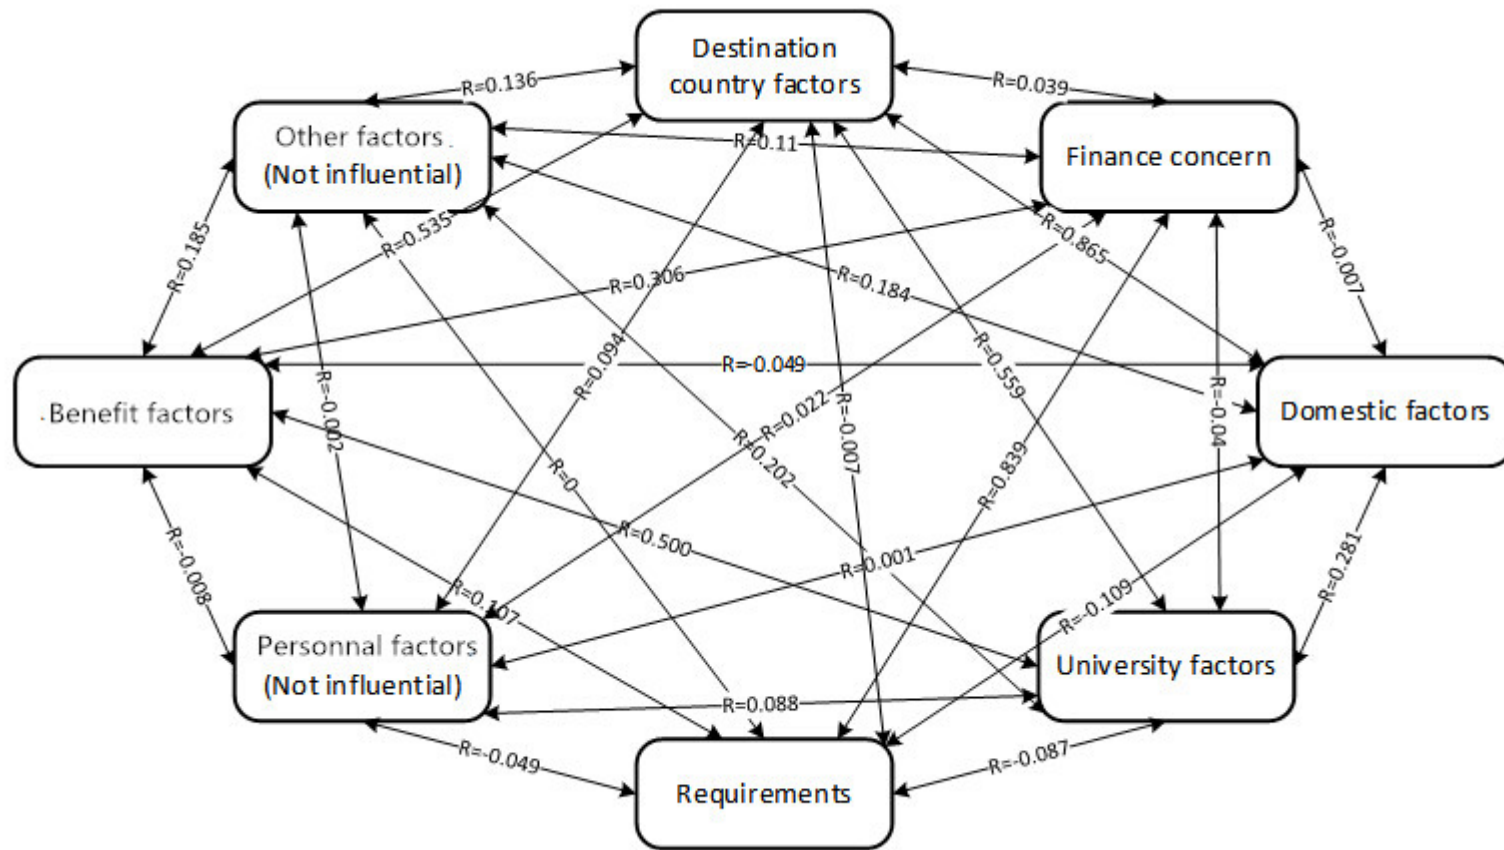 Destination
country factors
R=0.136
R=0.039
Other factors .
(Not influential)
R=0.11
Finance concern
R=0.185
R=0.535
R=0.865
R=-0.007
R=0.306
R=0.184
R=0.094
R=0.559
R=-0.049
.Benefit factors
R=-0.002
R=0.022
R=-0.04
Domestic factors
R=0.202
R=-0.007
R=0.839
R=0
R=0.500
R=0.001
R=-0.008
R=0.281
R=0.107
R=-0.109
Personnal factors
(Not influential)
University factors
R=0.088
R=-0.049
R=-0.087
Requirements